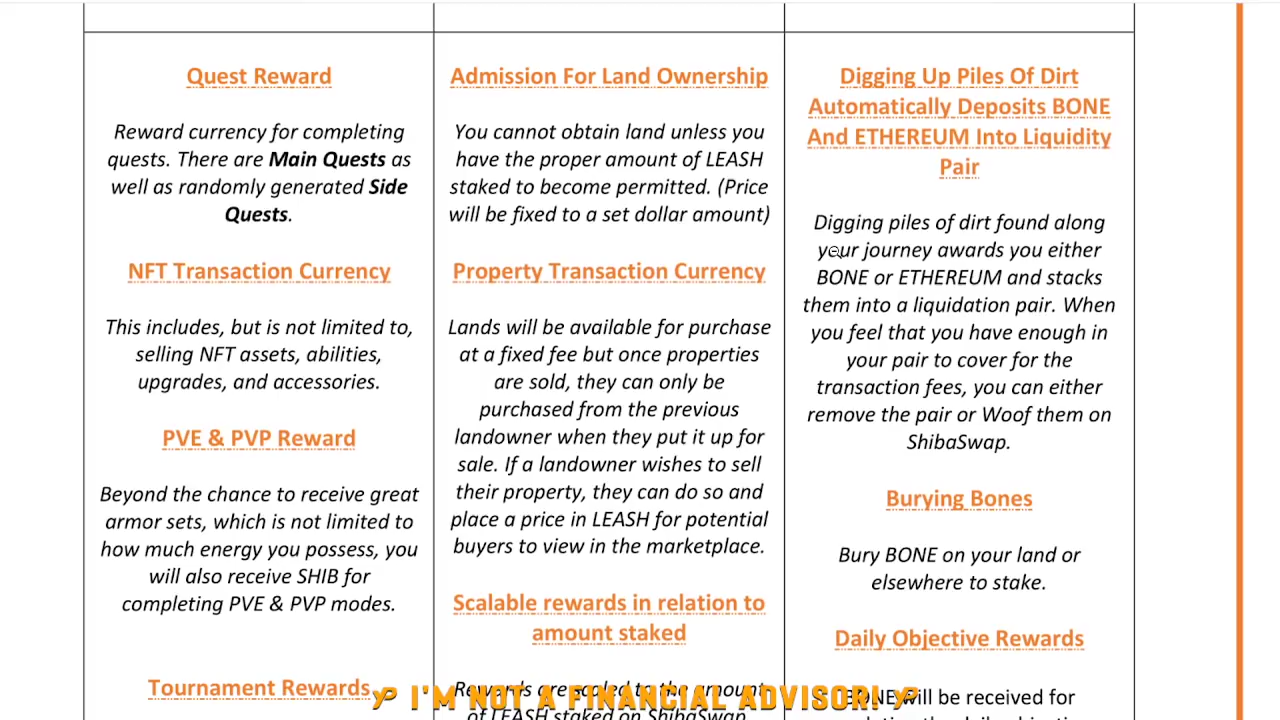 Quest Reward
Reward currency for completing
quests. There are Main Quests as
well as randomly generated Side
Quests.
NFT Transaction Currency
This includes, but is not limited to,
selling NFT assets, abilities,
upgrades, and accessories.
PVE & PVP Reward
Beyond the chance to receive great
armor sets, which is not limited to
how much energy you possess, you
will also receive SHIB for
completing PVE & PVP modes.
Tournament Rewards
Admission For Land Ownership
You cannot obtain land unless you
have the proper amount of LEASH
staked to become permitted. (Price
will be fixed to a set dollar amount)
Property Transaction Currency
Lands will be available for purchase
at a fixed fee but once properties
are sold, they can only be
purchased from the previous
landowner when they put it up for
sale. If a landowner wishes to sell
their property, they can do so and
place a price in LEASH for potential
buyers to view in the marketplace.
Scalable rewards in relation to
amount staked
Rewards are scaled to the amount
of LEASH staked on ShibaSwap
Digging Up Piles Of Dirt
Automatically Deposits BONE
And ETHEREUM Into Liquidity
Pair
Digging piles of dirt found along
your journey awards you either
BONE or ETHEREUM and stacks
them into a liquidation pair. When
you feel that you have enough in
your pair to cover for the
transaction fees, you can either
remove the pair or Woof them on
ShibaSwap.
Burying Bones
Bury BONE on your land or
elsewhere to stake.
Daily Objective Rewards
BONE will be received for
I'M NOT A FINANCIAL ADVISOR!